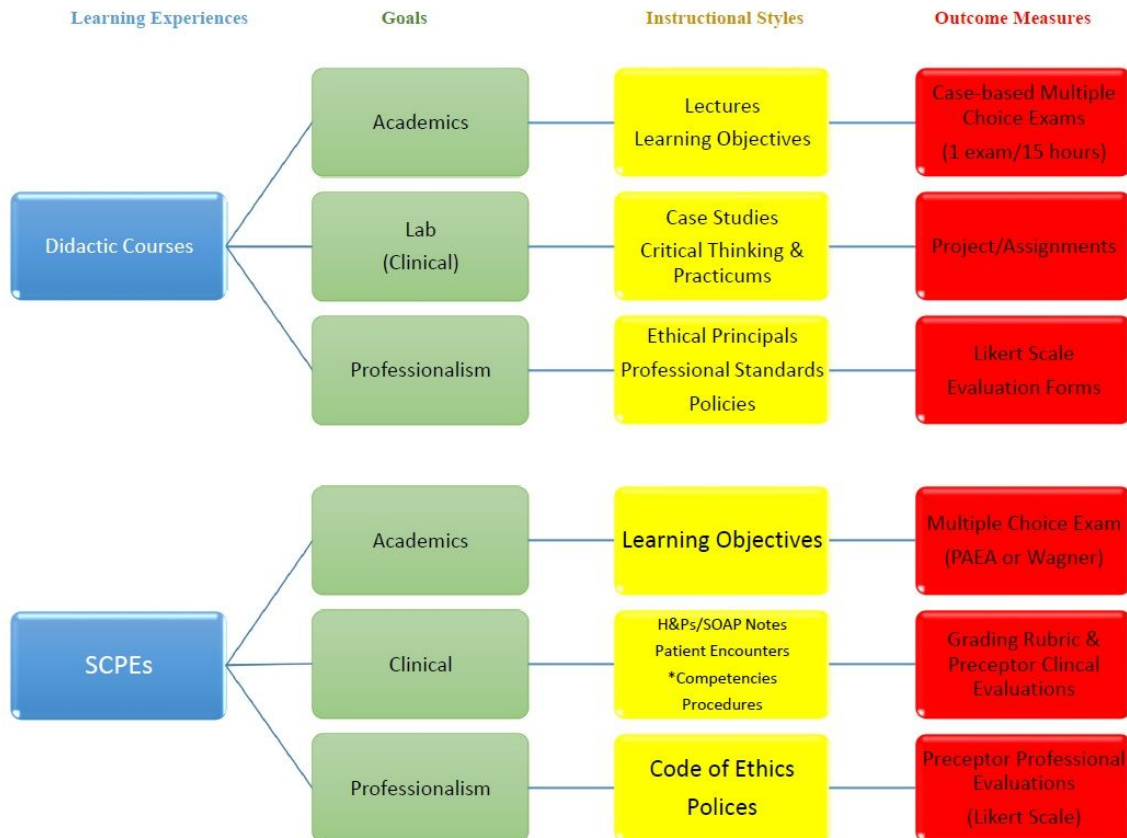 Learning Experiences
Goals
Instructional Styles
Outcome Measures
Didactic Courses
Academics
Lectures
Learning Objectives
Case-based Multiple
Choice Exams
(1 exam/15 hours)
Lab
(Clinical)
Case Studies
Critical Thinking &
Practicums
Project/Assignments
Professionalism
Ethical Principals
Professional Standards
Policies
Likert Scale
Evaluation Forms
SCPEs
Academics
Learning Objectives
Multiple Choice Exam
(PAEA or Wagner)
Clinical
H&Ps/SOAP Notes
Patient Encounters
*Competencies
Procedures
Grading Rubric &
Preceptor Clincal
Evaluations
Professionalism
Code of Ethics
Polices
Preceptor Professional
Evaluations
(Likert Scale)